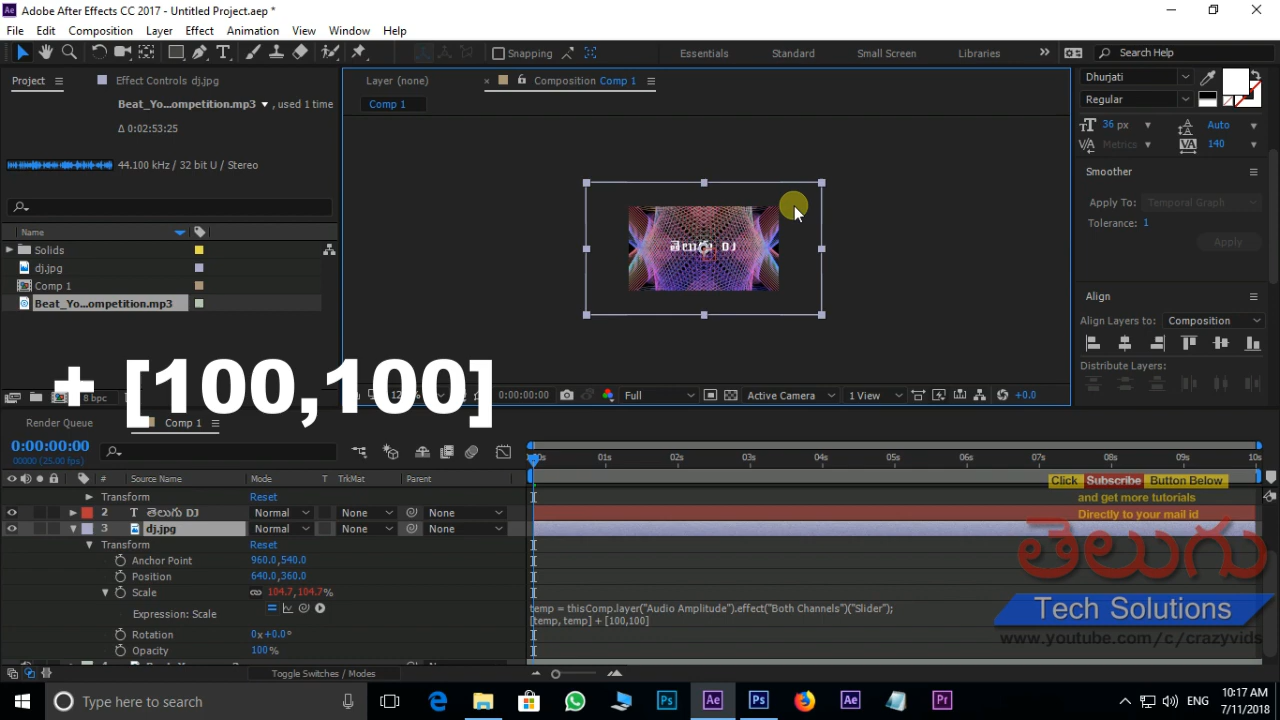 Adobe After Effects CC 2017 - Untitled Project.aep *
File Edit Composition Layer Effect Animation View Window Help
Snapping Essentials Standard Small Screen Libraries Search Help
Project Effect Controls dj.jpg
Layer (none) Composition Comp 1
Comp 1
Beat_Yo...ompetition.mp3 , used 1 time
Δ 0:02:53:25
44.100 kHz / 32 bit U / Stereo
Name
Solids
dj.jpg
Comp 1
Beat_Yo...ompetition.mp3
8 bpc
తెలుగు DJ
+ [100,100]
0:00:00:00 Full Active Camera 1 View +0.0
Dhurjati
Regular
36 px Auto
Metrics 140
Smoother
Apply To: Temporal Graph
Tolerance: 1
Apply
Align
Align Layers to: Composition
Distribute Layers:
Render Queue Comp 1
0:00:00:00
00000 (25.00 fps)
# Source Name Mode T TrkMat Parent
01s 02s 03s 04s 05s 06s 07s 08s 09s 10s
Transform Reset
2 T తెలుగు DJ Normal None None
3 dj.jpg Normal None None
Transform Reset
Anchor Point 960.0,540.0
Position 640.0,360.0
Scale 104.7,104.7%
Expression: Scale
temp = thisComp.layer("Audio Amplitude").effect("Both Channels")("Slider");
[temp, temp] + [100,100]
Rotation 0x+0.0°
Opacity 100%
Toggle Switches / Modes
Click Subscribe Button Below
and get more tutorials
Directly to your mail id
తెలుగు
Tech Solutions
www.youtube.com/c/crazyvids
Type here to search
ENG
10:17 AM
7/11/2018